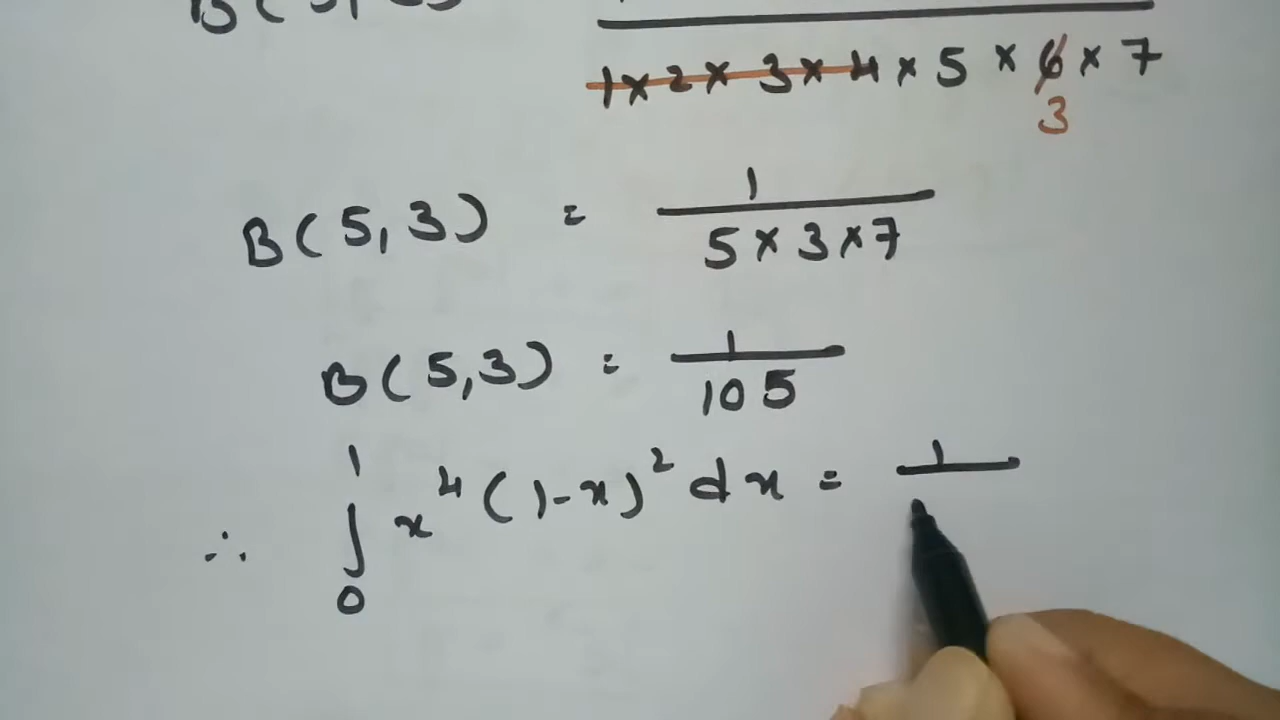 1 × 2 × 3 × 4 × 5 × 6 × 7
3
B(5,3) = 1 / 5 × 3 × 7
B(5,3) = 1 / 105
∴ ∫₀¹ x⁴ (1-x)² dx = 1 /